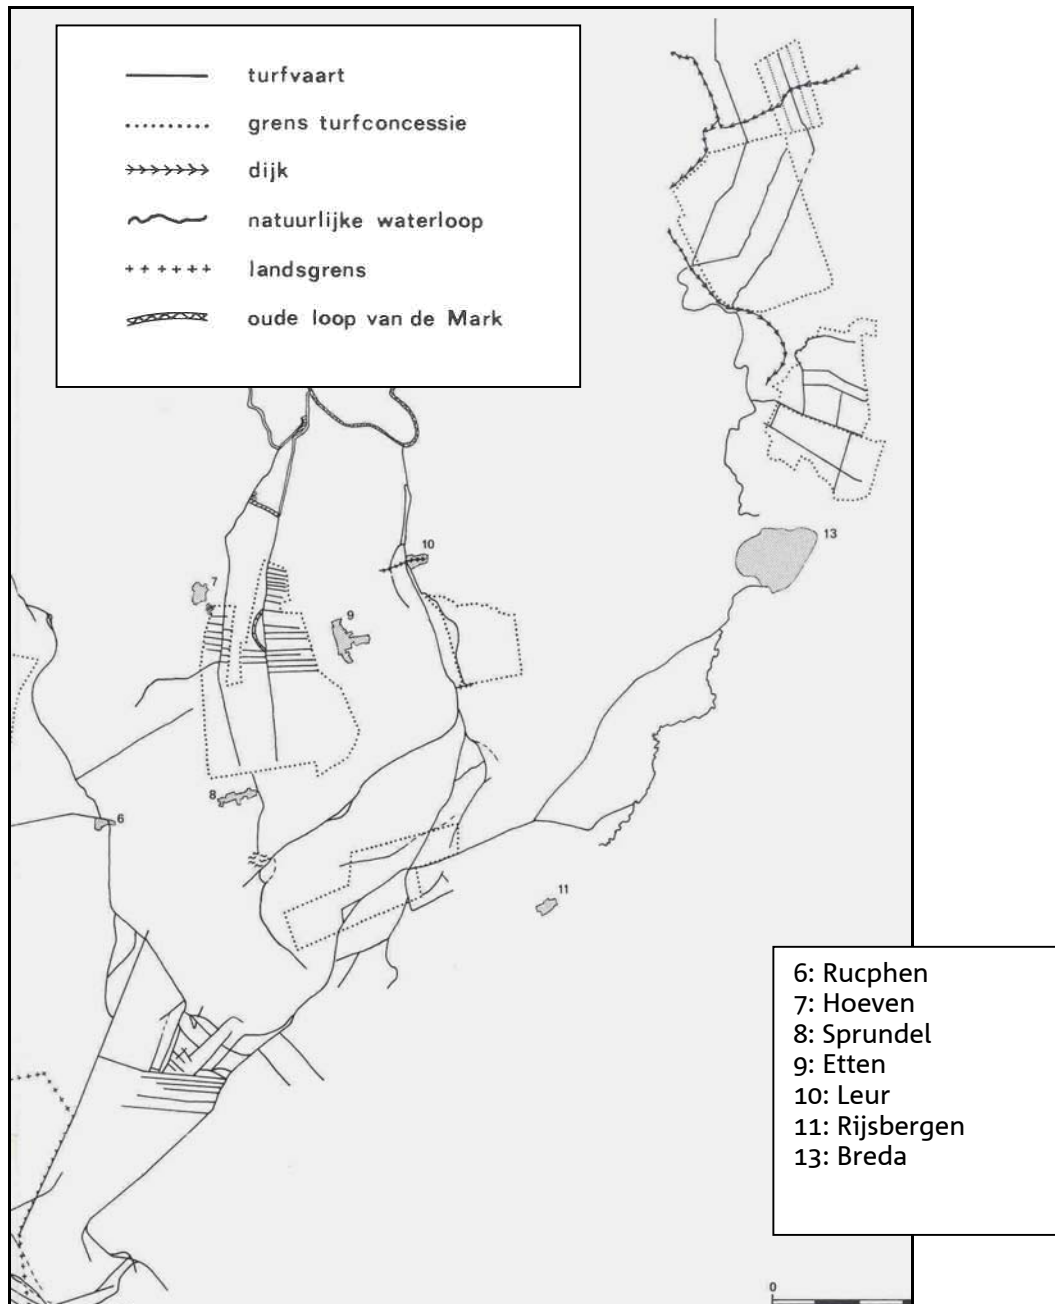 turfvaart
grens turfconcessie
dijk
natuurlijke waterloop
landsgrens
oude loop van de Mark
13
10
7
9
8
6
11
6: Rucphen
7: Hoeven
8: Sprundel
9: Etten
10: Leur
11: Rijsbergen
13: Breda
0